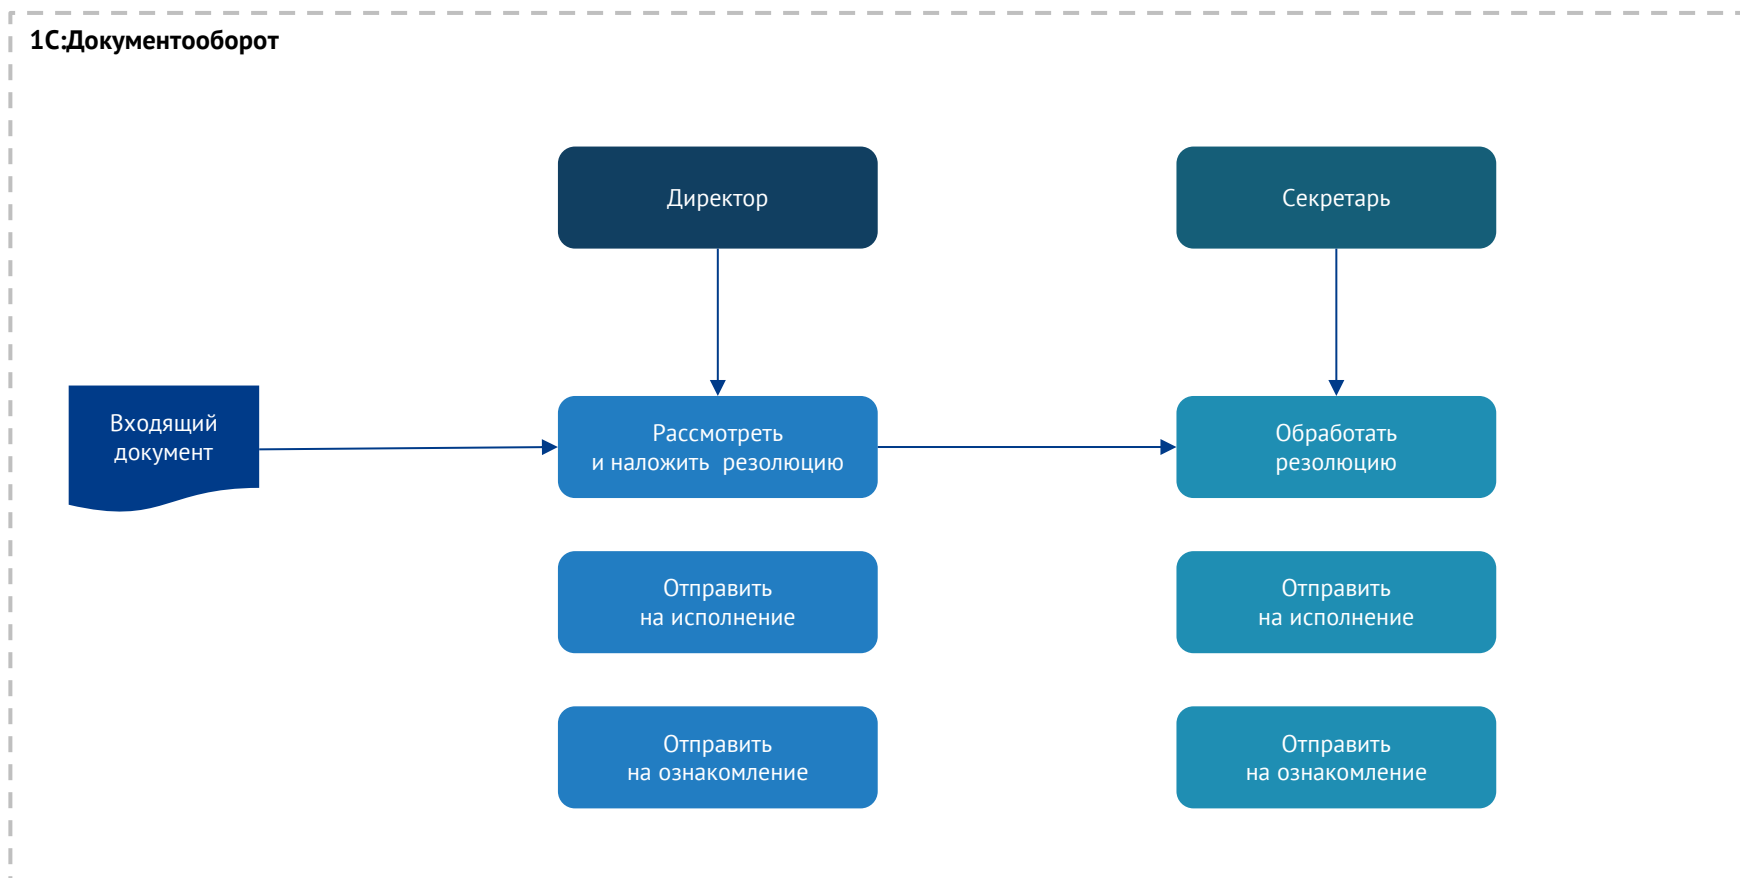 1С:Документооборот
Директор
Секретарь
Входящий
документ
Рассмотреть
и наложить  резолюцию
Обработать
резолюцию
Отправить
на исполнение
Отправить
на исполнение
Отправить
на ознакомление
Отправить
на ознакомление